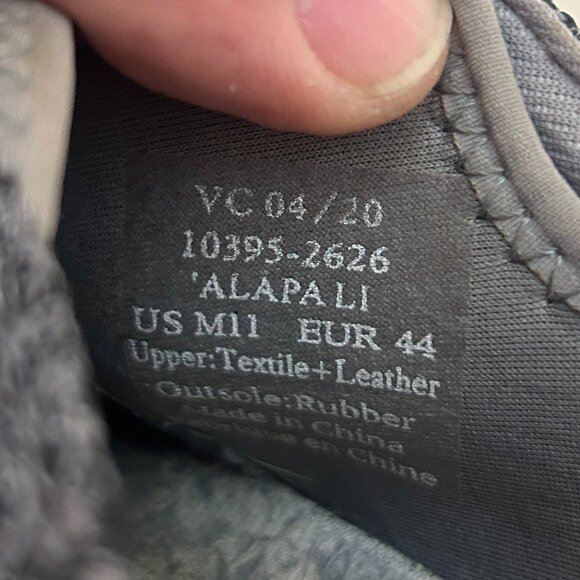 VC 04/20
10395-2626
'ALAPA LI
US M11 EUR 44
Upper:Textile+Leather
Outsole:Rubber
Made in China
en Chine